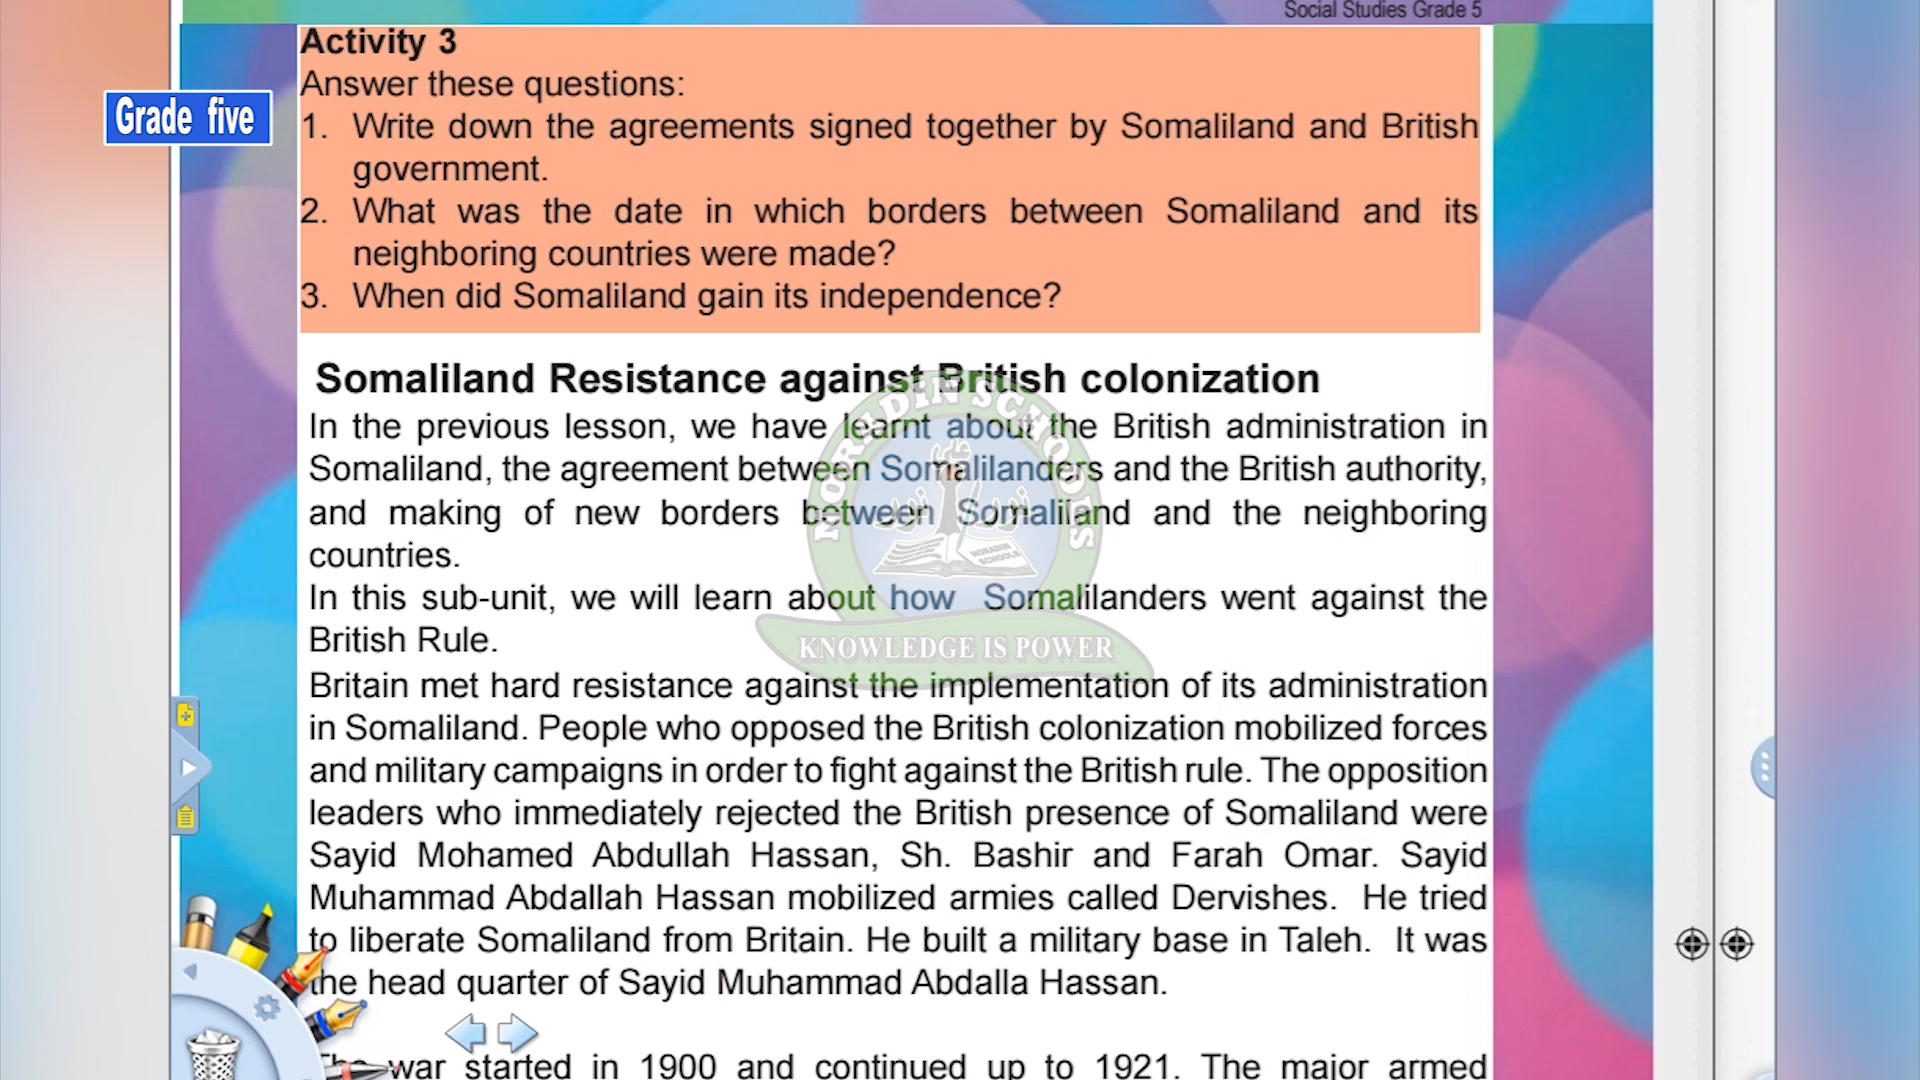 Social Studies Grade 5
Activity 3
Answer these questions:
Grade five
1. Write down the agreements signed together by Somaliland and British
government.
2. What was the date in which borders between Somaliland and its
neighboring countries were made?
3. When did Somaliland gain its independence?
Somaliland Resistance against British colonization
In the previous lesson, we have learnt about the British administration in
Somaliland, the agreement between Somalilanders and the British authority,
and making of new borders between Somaliland and the neighboring
countries.
In this sub-unit, we will learn about how Somalilanders went against the
British Rule.
Britain met hard resistance against the implementation of its administration
in Somaliland. People who opposed the British colonization mobilized forces
and military campaigns in order to fight against the British rule. The opposition
leaders who immediately rejected the British presence of Somaliland were
Sayid Mohamed Abdullah Hassan, Sh. Bashir and Farah Omar. Sayid
Muhammad Abdallah Hassan mobilized armies called Dervishes. He tried
to liberate Somaliland from Britain. He built a military base in Taleh. It was
the head quarter of Sayid Muhammad Abdalla Hassan.
The war started in 1900 and continued up to 1921. The major armed
NORADIN SCHOOLS
NORADIN
SCHOOLS
KNOWLEDGE IS POWER